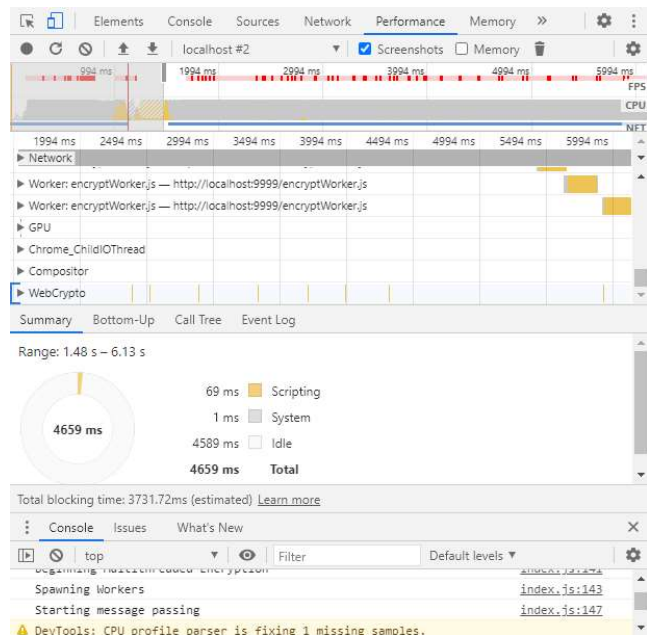 Elements Console Sources Network Performance Memory »
localhost #2 Screenshots Memory
994 ms 1994 ms 2994 ms 3994 ms 4994 ms 5994 ms
FPS
CPU
NET
1994 ms 2494 ms 2994 ms 3494 ms 3994 ms 4494 ms 4994 ms 5494 ms 5994 ms
Network
Worker: encryptWorker.js — http://localhost:9999/encryptWorker.js
Worker: encryptWorker.js — http://localhost:9999/encryptWorker.js
GPU
Chrome_ChildIOThread
Compositor
WebCrypto
Summary Bottom-Up Call Tree Event Log
Range: 1.48 s – 6.13 s
69 ms Scripting
1 ms System
4589 ms Idle
4659 ms Total
4659 ms
Total blocking time: 3731.72ms (estimated) Learn more
Console Issues What's New
top Filter Default levels
Beginning Multithreaded Encryption index.js:141
Spawning Workers index.js:143
Starting message passing index.js:147
DevTools: CPU profile parser is fixing 1 missing samples.